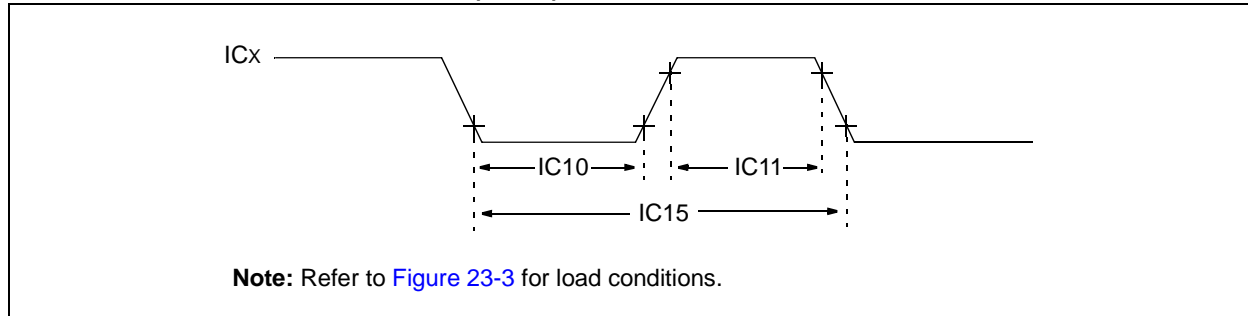 ICx
IC10
IC11
IC15
Note: Refer to Figure 23-3 for load conditions.